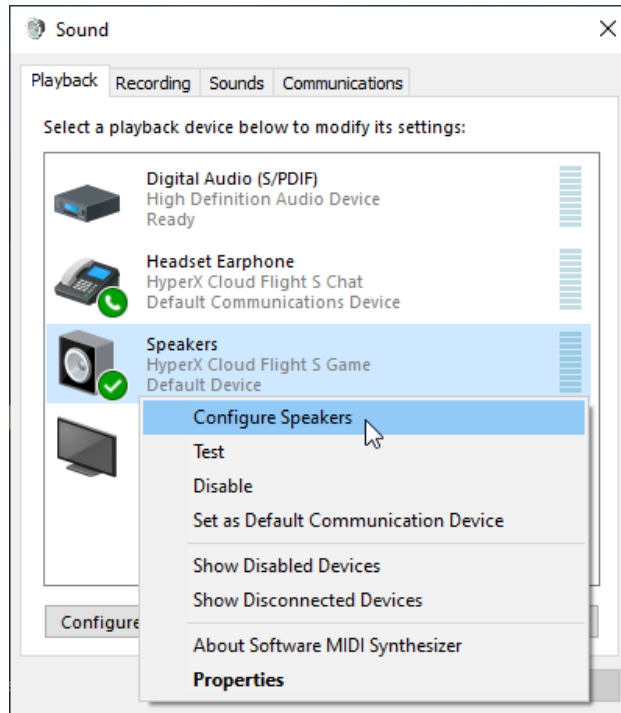 Sound
Playback
Recording
Sounds
Communications
Select a playback device below to modify its settings:
Digital Audio (S/PDIF)
High Definition Audio Device
Ready
Headset Earphone
HyperX Cloud Flight S Chat
Default Communications Device
Speakers
HyperX Cloud Flight S Game
Default Device
Configure Speakers
Test
Disable
Set as Default Communication Device
Show Disabled Devices
Show Disconnected Devices
Configure
About Software MIDI Synthesizer
Properties